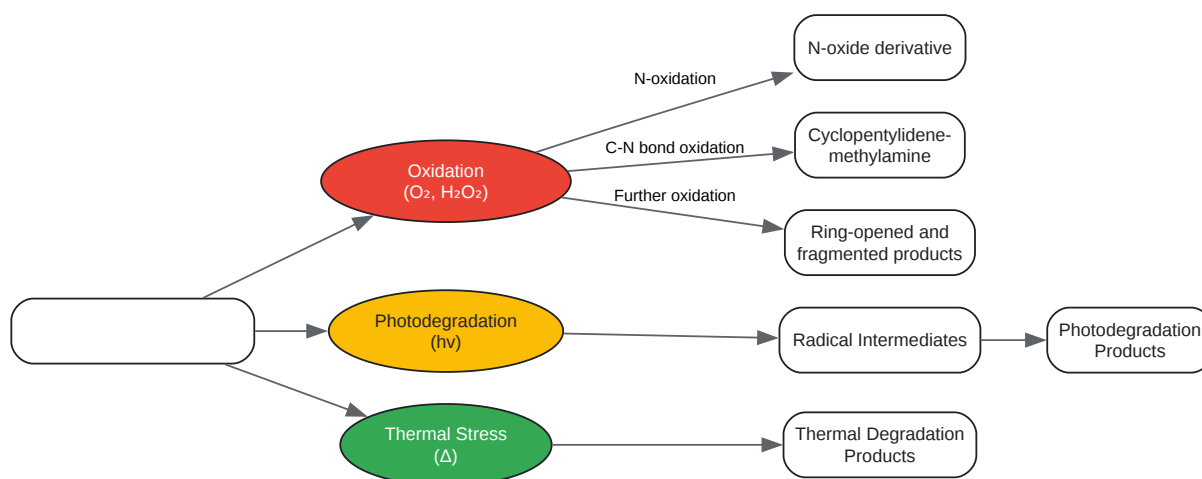 N-oxide derivative
N-oxidation
Cyclopentylidene-
methylamine
C-N bond oxidation
Oxidation
(O₂, H₂O₂)
Further oxidation
Ring-opened and
fragmented products
Photodegradation
(hv)
Radical Intermediates
Photodegradation
Products
Thermal Stress
(Δ)
Thermal Degradation
Products